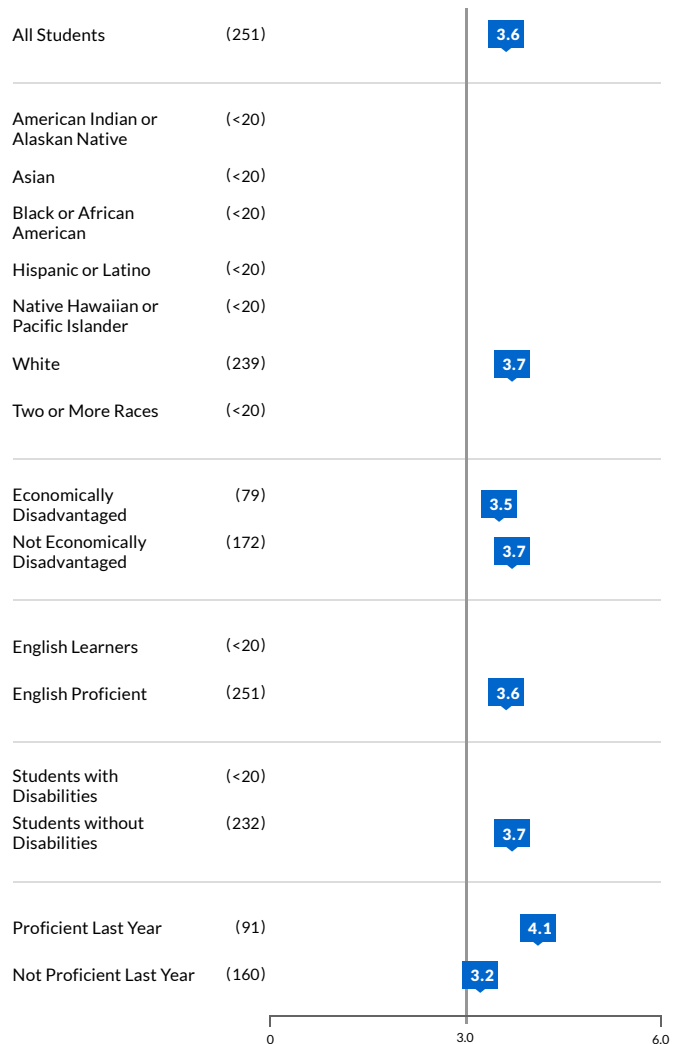 All Students (251) 3.6
American Indian or (<20)
Alaskan Native
Asian (<20)
Black or African (<20)
American
Hispanic or Latino (<20)
Native Hawaiian or (<20)
Pacific Islander
White (239) 3.7
Two or More Races (<20)
Economically (79) 3.5
Disadvantaged
Not Economically (172) 3.7
Disadvantaged
English Learners (<20)
English Proficient (251) 3.6
Students with (<20)
Disabilities
Students without (232) 3.7
Disabilities
Proficient Last Year (91) 4.1
Not Proficient Last Year (160) 3.2
0 3.0 6.0